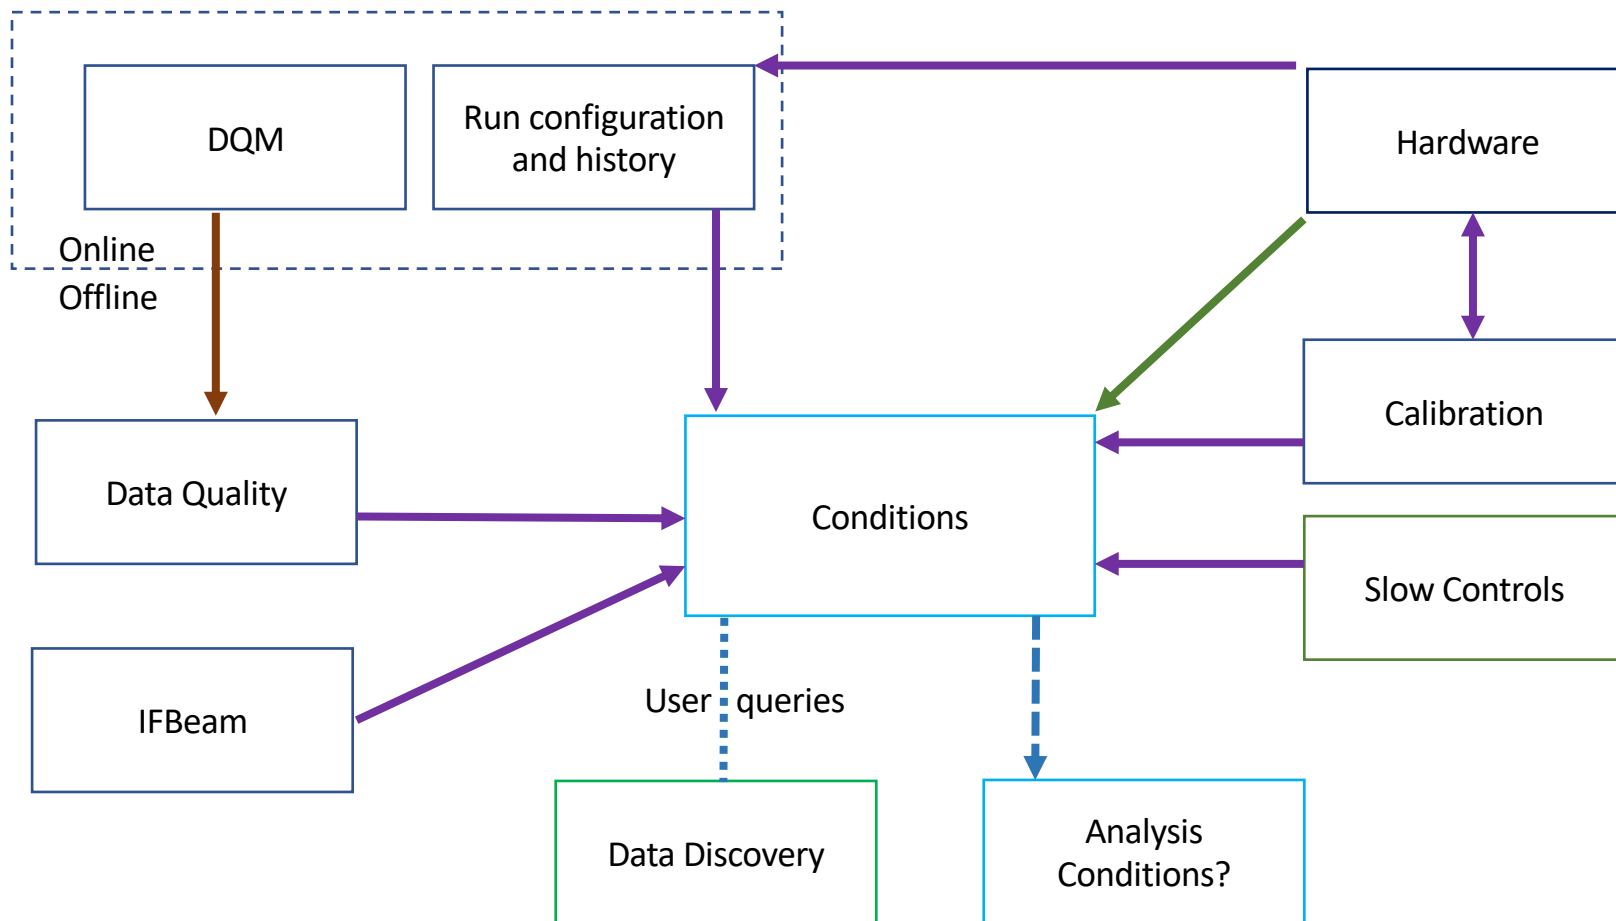 DQM
Run configuration
and history
Hardware
Online
Offline
Calibration
Data Quality
Conditions
Slow Controls
User queries
IFBeam
Data Discovery
Analysis
Conditions?